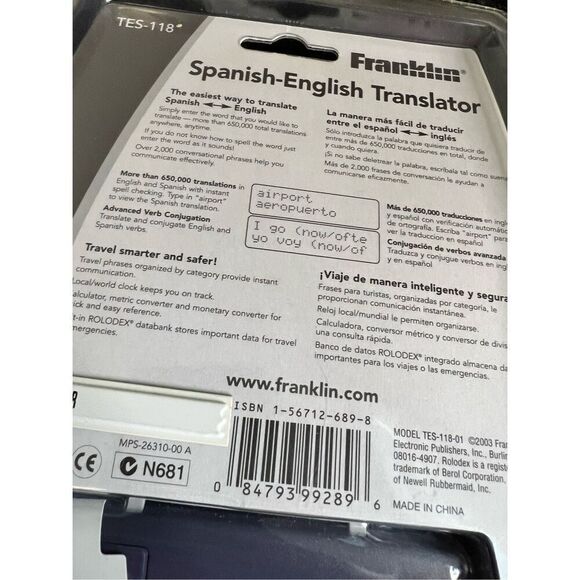 TES-118
Franklin
Spanish-English Translator
The easiest way to translate
Spanish English
Simply enter the word that you would like to
translate — more than 650,000 total translations
anywhere, anytime.
If you do not know how to spell the word just
enter the word as it sounds!
Over 2,000 conversational phrases help you
communicate effectively.
La manera más fácil de traducir
entre el español inglés
Sólo introduzca la palabra que quisiera traducir de
entre más de 650,000 traducciones en total, donde
y cuando quiera.
¡Si no sabe deletrear la palabra, escríbala tal como
Más de 2,000 frases de conversación le ayudan a
comunicarse eficazmente.
More than 650,000 translations in
English and Spanish with instant
spell checking. Type in "airport"
to view the Spanish translation.
Advanced Verb Conjugation
Translate and conjugate English and
Spanish verbs.
airport
aeropuerto
I go (now/ofte
yo voy (now/of
Más de 650,000 traducciones en
y español con verificación
de ortografía. Escriba "airport"
ver la traduccion en español
Conjugación de verbos
Traduzca y conjugue verbos en
y en español
Travel smarter and safer!
Travel phrases organized by category provide instant
communication.
Local/world clock keeps you on track.
alculator, metric converter and monetary converter for
ick and easy reference.
t-in ROLODEX® databank stores important data for travel
emergencies.
¡Viaje de manera inteligente y segura
Frases para turistas, organizadas por categoría, le
proporcionan comunicación instantánea.
Reloj local/mundial le permiten organizarse.
Calculadora, conversor métrico y conversor de
una consulta rápida.
Banco de datos ROLODEX® integrado almacena
importantes para los viajes o las emergencias.
www.franklin.com
ISBN 1-56712-689-8
MPS-26310-00 A
CE
N681
0 84793 99289 6
MODEL TES-118-01 ©2003
Electronic Publishers, Inc.,
08016-4907. Rolodex is a
trademark of Berol Corporation,
of Newell Rubbermaid, Inc.
MADE IN CHINA